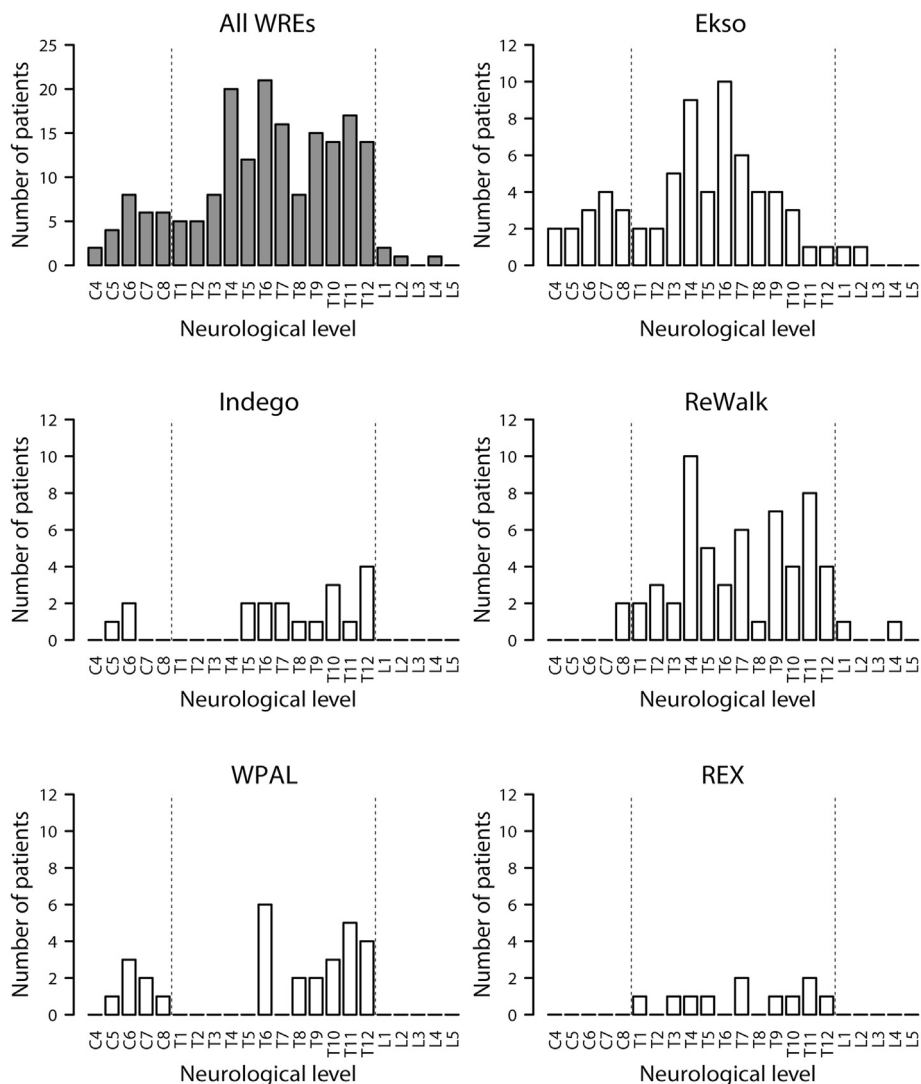 All WREs
Number of patients
25
20
15
10
5
0
C4 C5 C6 C7 C8 T1 T2 T3 T4 T5 T6 T7 T8 T9 T10 T11 T12 L1 L2 L3 L4 L5
Neurological level
Ekso
Number of patients
12
10
8
6
4
2
0
C4 C5 C6 C7 C8 T1 T2 T3 T4 T5 T6 T7 T8 T9 T10 T11 T12 L1 L2 L3 L4 L5
Neurological level
Indego
Number of patients
12
10
8
6
4
2
0
C4 C5 C6 C7 C8 T1 T2 T3 T4 T5 T6 T7 T8 T9 T10 T11 T12 L1 L2 L3 L4 L5
Neurological level
ReWalk
Number of patients
12
10
8
6
4
2
0
C4 C5 C6 C7 C8 T1 T2 T3 T4 T5 T6 T7 T8 T9 T10 T11 T12 L1 L2 L3 L4 L5
Neurological level
WPAL
Number of patients
12
10
8
6
4
2
0
C4 C5 C6 C7 C8 T1 T2 T3 T4 T5 T6 T7 T8 T9 T10 T11 T12 L1 L2 L3 L4 L5
Neurological level
REX
Number of patients
12
10
8
6
4
2
0
C4 C5 C6 C7 C8 T1 T2 T3 T4 T5 T6 T7 T8 T9 T10 T11 T12 L1 L2 L3 L4 L5